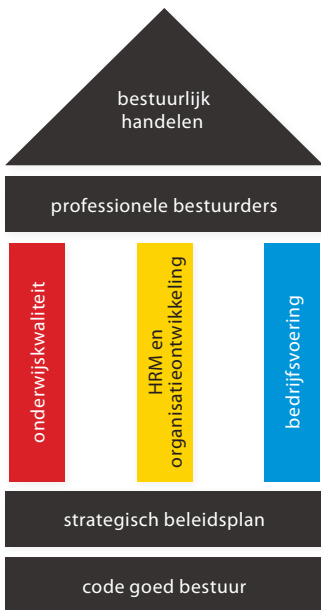 bestuurlijk
handelen
professionele bestuurders
onderwijskwaliteit
HRM en
organisatieontwikkeling
bedrijfsvoering
strategisch beleidsplan
code goed bestuur